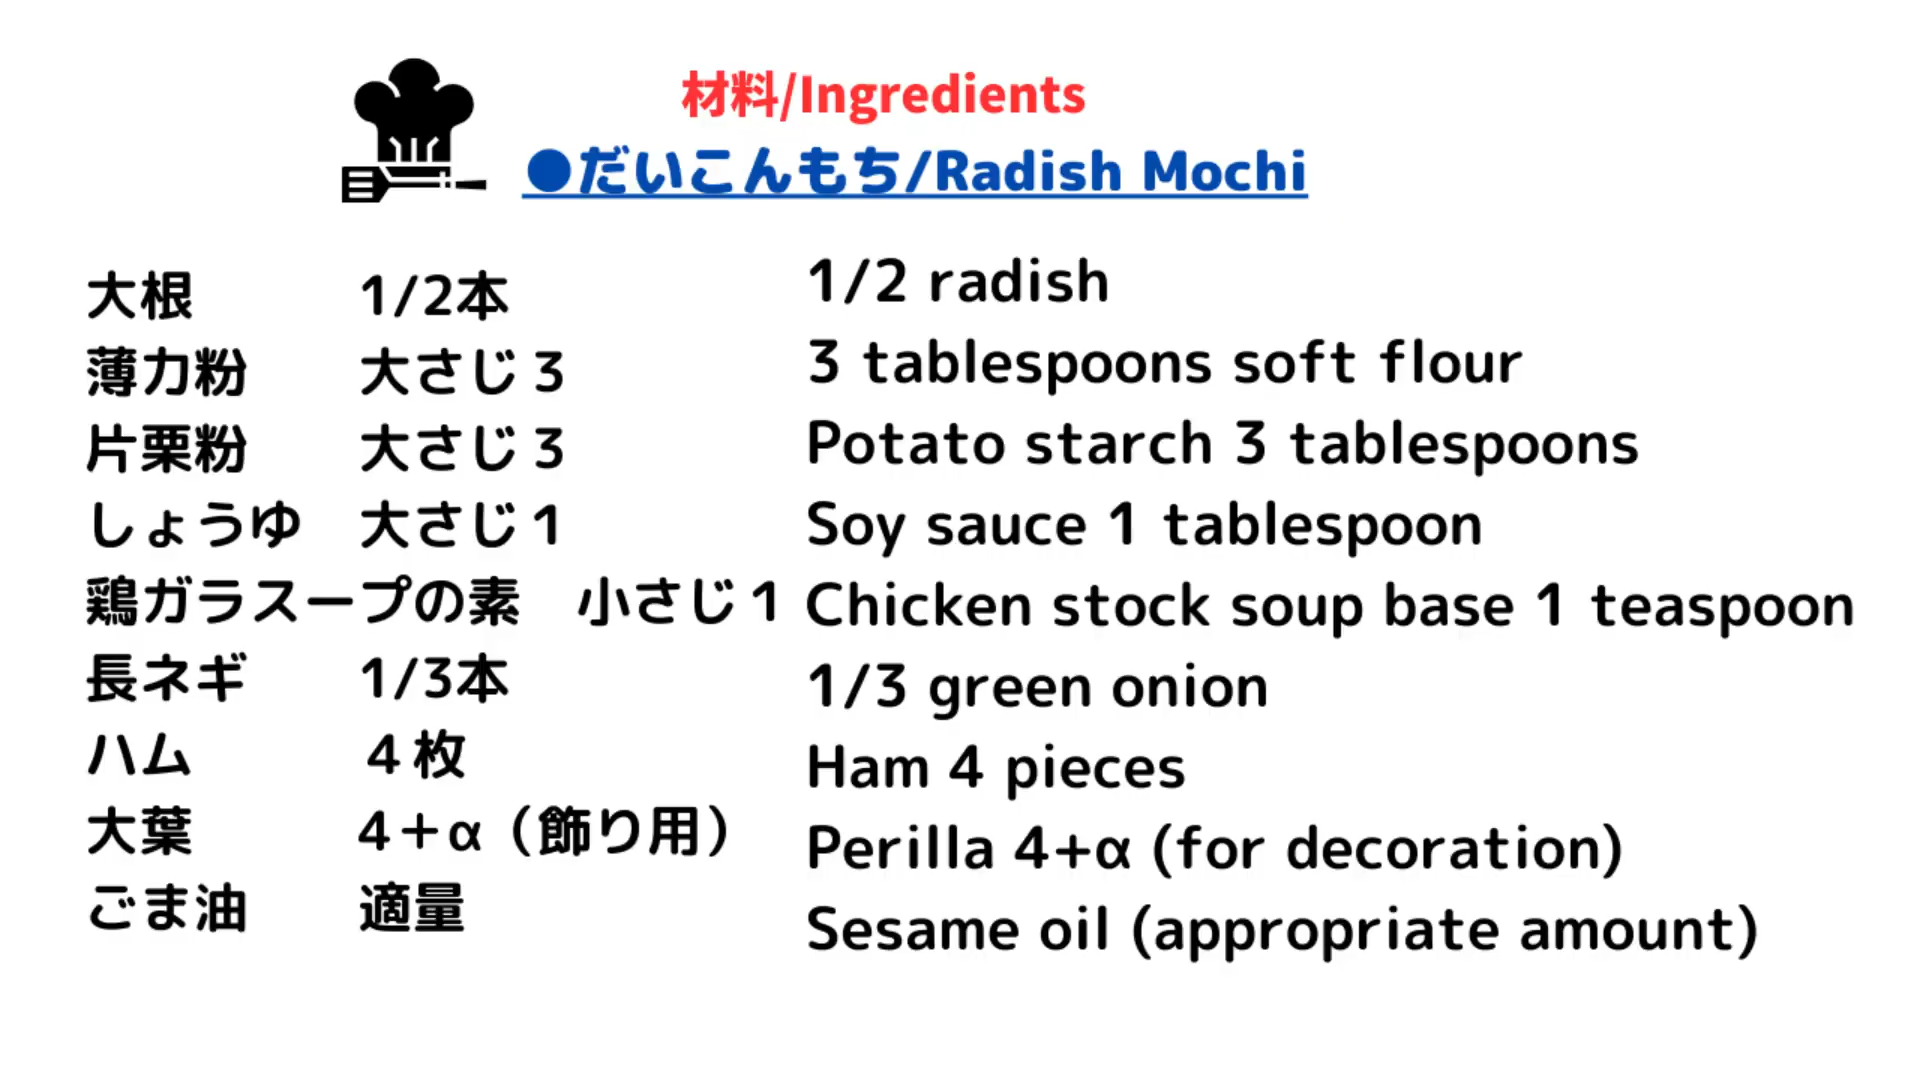 材料/Ingredients
●だいこんもち/Radish Mochi
大根 1/2本
薄力粉 大さじ３
片栗粉 大さじ３
しょうゆ 大さじ１
鶏ガラスープの素 小さじ１
長ネギ 1/3本
ハム ４枚
大葉 4＋α（飾り用）
ごま油 適量
1/2 radish
3 tablespoons soft flour
Potato starch 3 tablespoons
Soy sauce 1 tablespoon
Chicken stock soup base 1 teaspoon
1/3 green onion
Ham 4 pieces
Perilla 4+α (for decoration)
Sesame oil (appropriate amount)